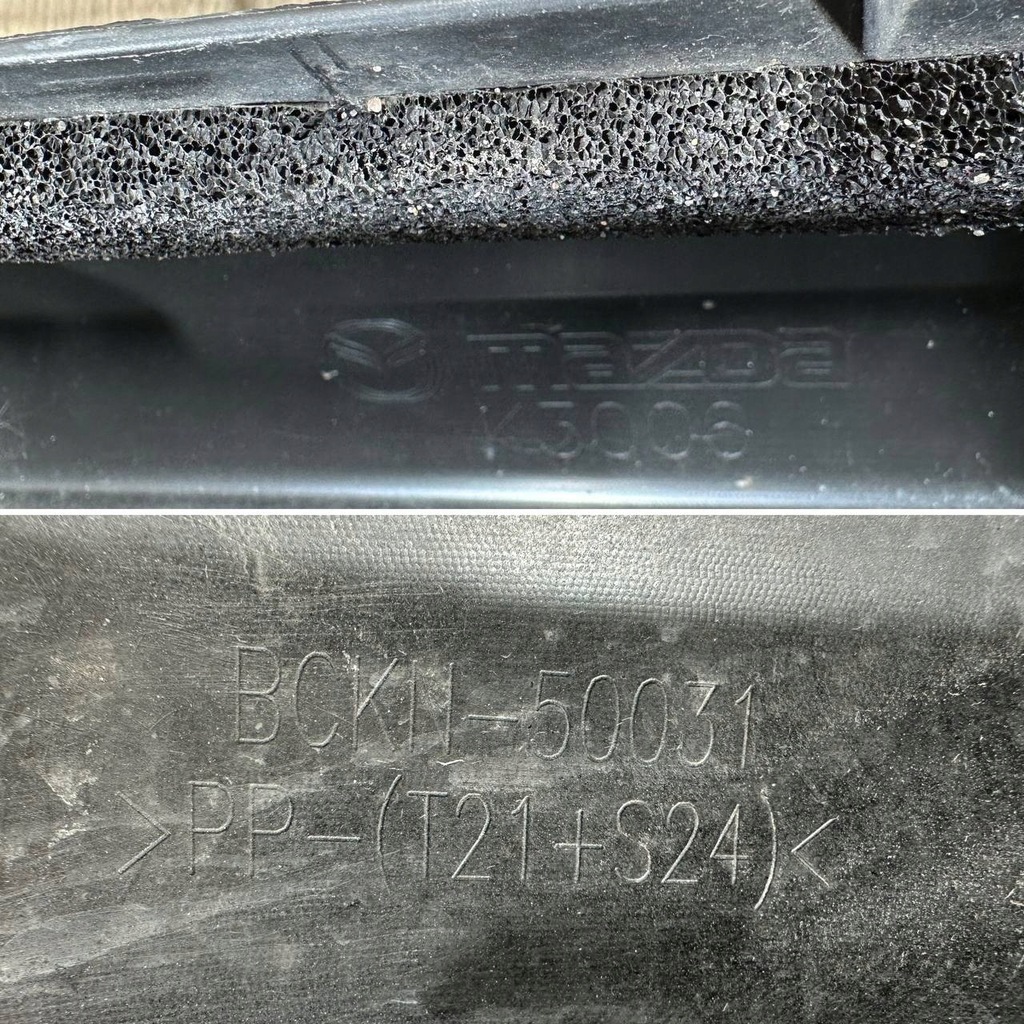 mazda
K3006
BCKN-50031
>PP-(T21+S24)<